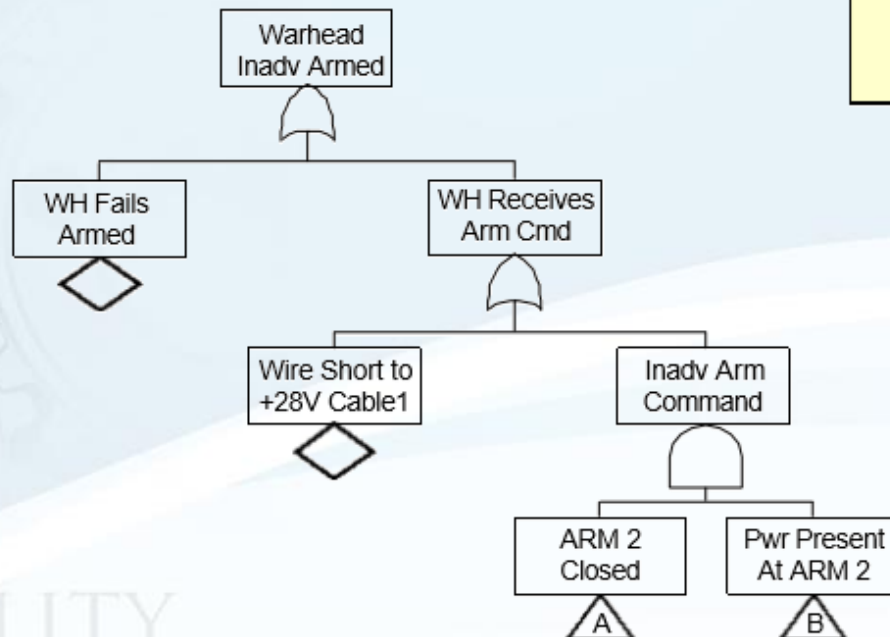 Warhead
Inadv Armed
WH Fails
Armed
WH Receives
Arm Cmd
Wire Short to
+28V Cable1
Inadv Arm
Command
ARM 2
Closed
Pwr Present
At ARM 2
A
B